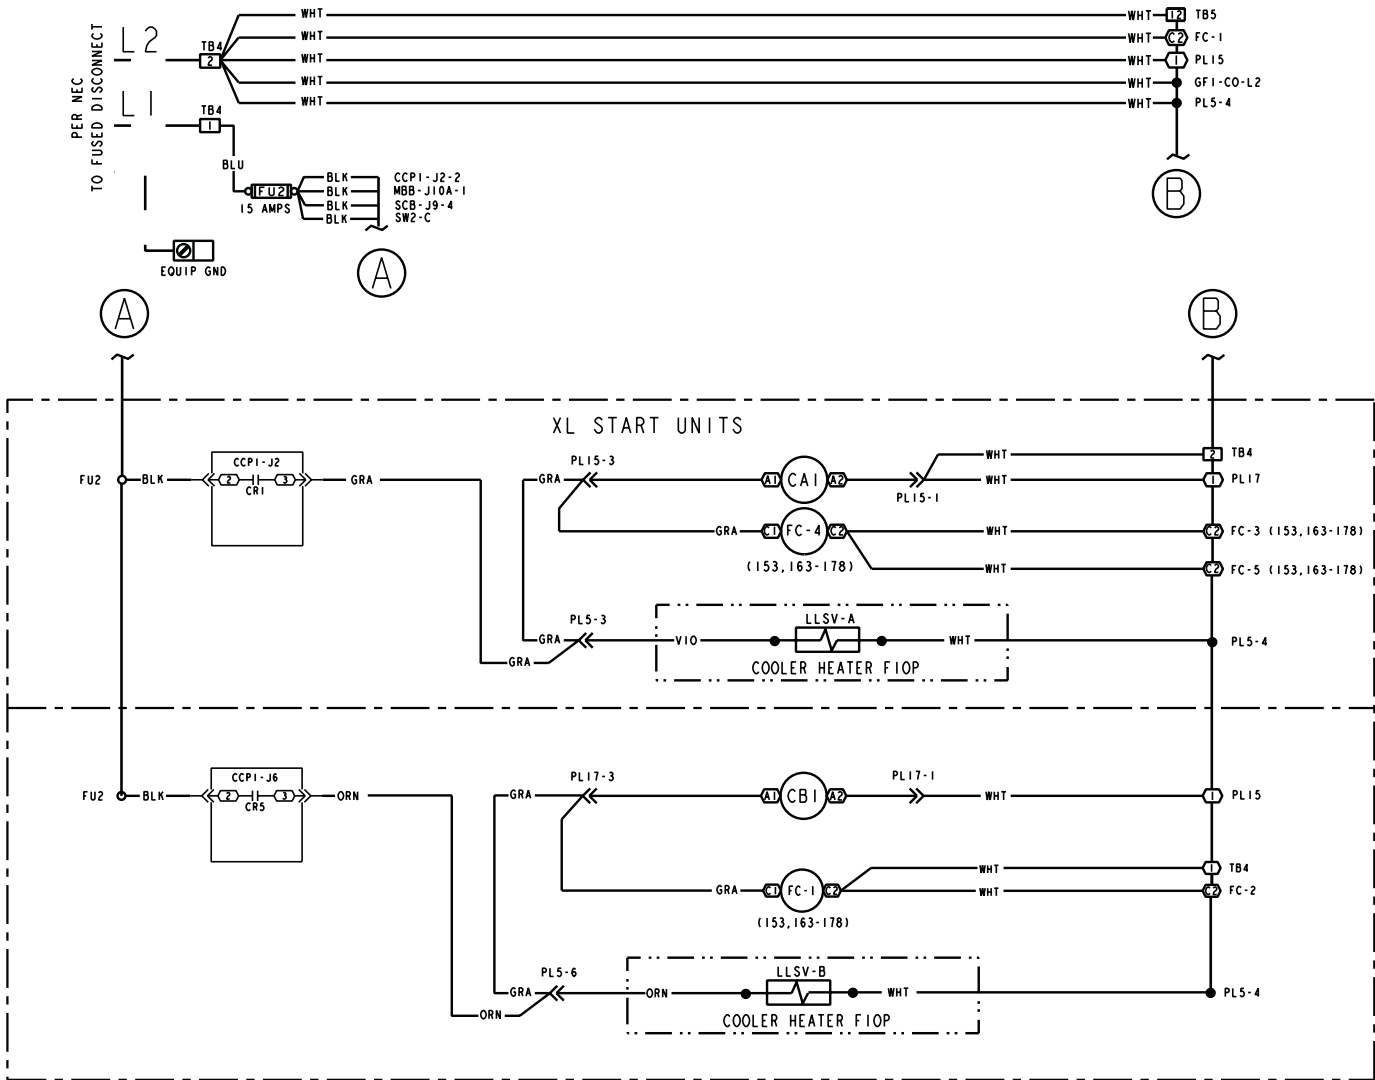 WHT WHT 12 TB5
L2 TB4 2 WHT C2 FC-1
WHT WHT 1 PL15
WHT WHT GFI-CO-L2
WHT WHT PL5-4
PER NEC
TO FUSED DISCONNECT
L1 TB4 1
BLU
FU2
15 AMPS
BLK CCP1-J2-2
BLK MBB-J10A-1
BLK SCB-J9-4
BLK SW2-C
EQUIP GND
A
B
A
B
XL START UNITS
FU2 BLK
CCP1-J2
2 3
CR1
GRA
PL15-3
GRA A1 CA1 A2
PL15-1
WHT 2 TB4
WHT 1 PL17
GRA C1 FC-4 C2 WHT C2 FC-3 (153,163-178)
(153,163-178) WHT C2 FC-5 (153,163-178)
PL5-3
GRA VIO LLSV-A WHT PL5-4
GRA
COOLER HEATER FIOP
FU2 BLK
CCP1-J6
2 3
CR5
ORN
PL17-3
GRA A1 CB1 A2
PL17-1
WHT 1 PL15
WHT 1 TB4
GRA C1 FC-1 C2 WHT C2 FC-2
(153,163-178)
PL5-6
GRA ORN LLSV-B WHT PL5-4
ORN
COOLER HEATER FIOP